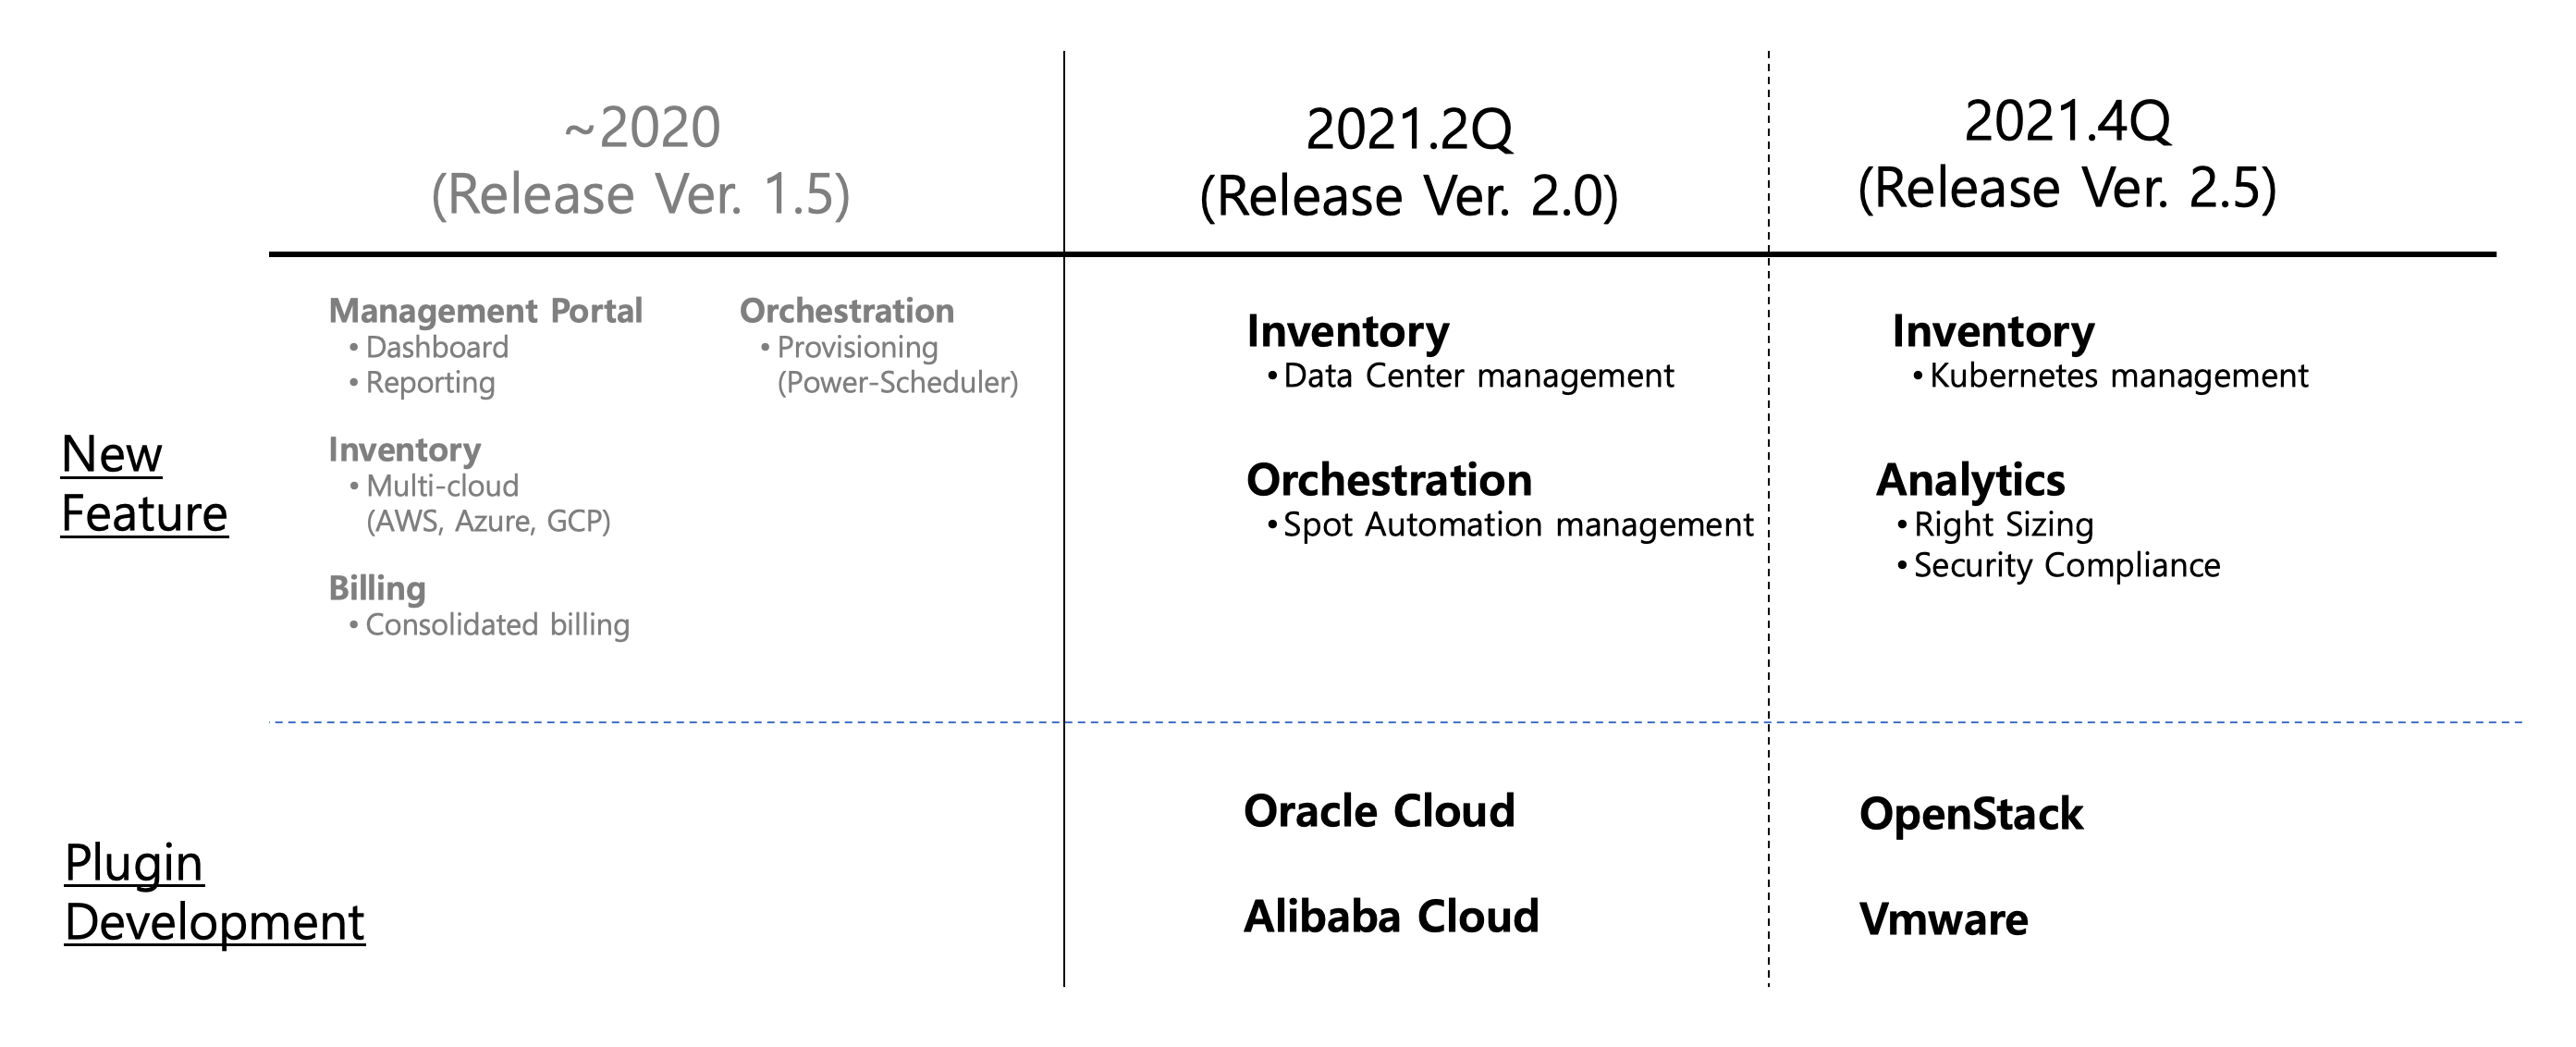 ~2020
(Release Ver. 1.5)
2021.2Q
(Release Ver. 2.0)
2021.4Q
(Release Ver. 2.5)
New
Feature
Management Portal
• Dashboard
• Reporting
Inventory
• Multi-cloud
(AWS, Azure, GCP)
Billing
• Consolidated billing
Orchestration
• Provisioning
(Power-Scheduler)
Inventory
• Data Center management
Orchestration
• Spot Automation management
Inventory
• Kubernetes management
Analytics
• Right Sizing
• Security Compliance
Plugin
Development
Oracle Cloud
Alibaba Cloud
OpenStack
Vmware